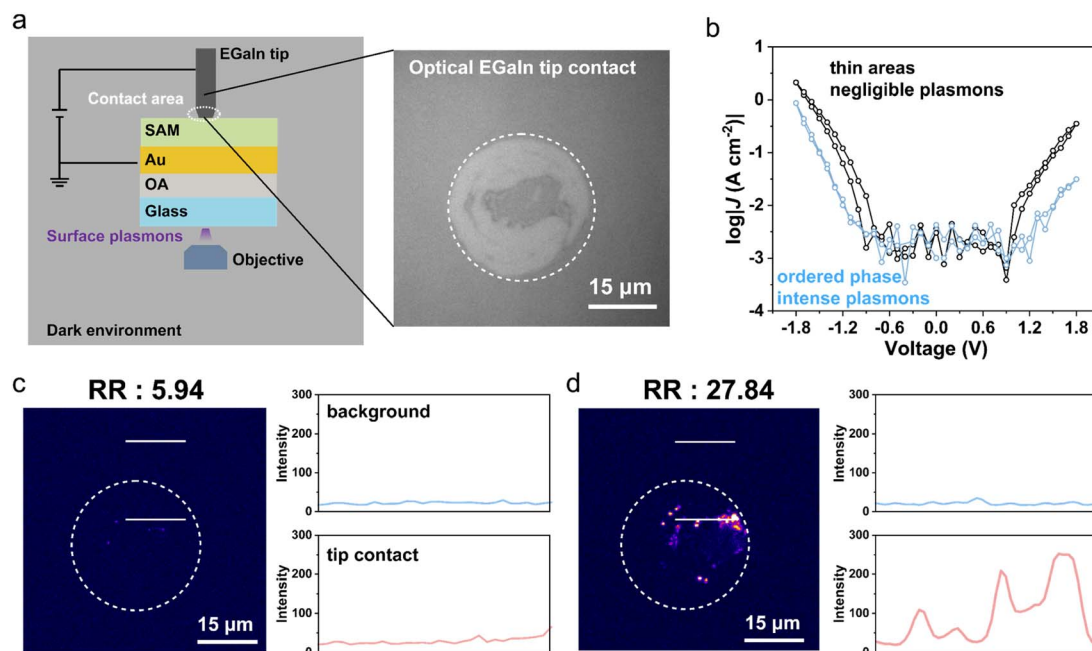 a
EGaIn tip
Contact area
SAM
Au
OA
Glass
Surface plasmons
Objective
Dark environment
Optical EGaIn tip contact
15 μm
b
thin areas
negligible plasmons
ordered phase
intense plasmons
log|J (A cm⁻²)|
1
0
-1
-2
-3
-4
-1.8
-1.2
-0.6
0.0
0.6
1.2
1.8
Voltage (V)
c
RR : 5.94
15 μm
Intensity
300
200
100
0
background
Intensity
300
200
100
0
tip contact
d
RR : 27.84
15 μm
Intensity
300
200
100
0
Intensity
300
200
100
0